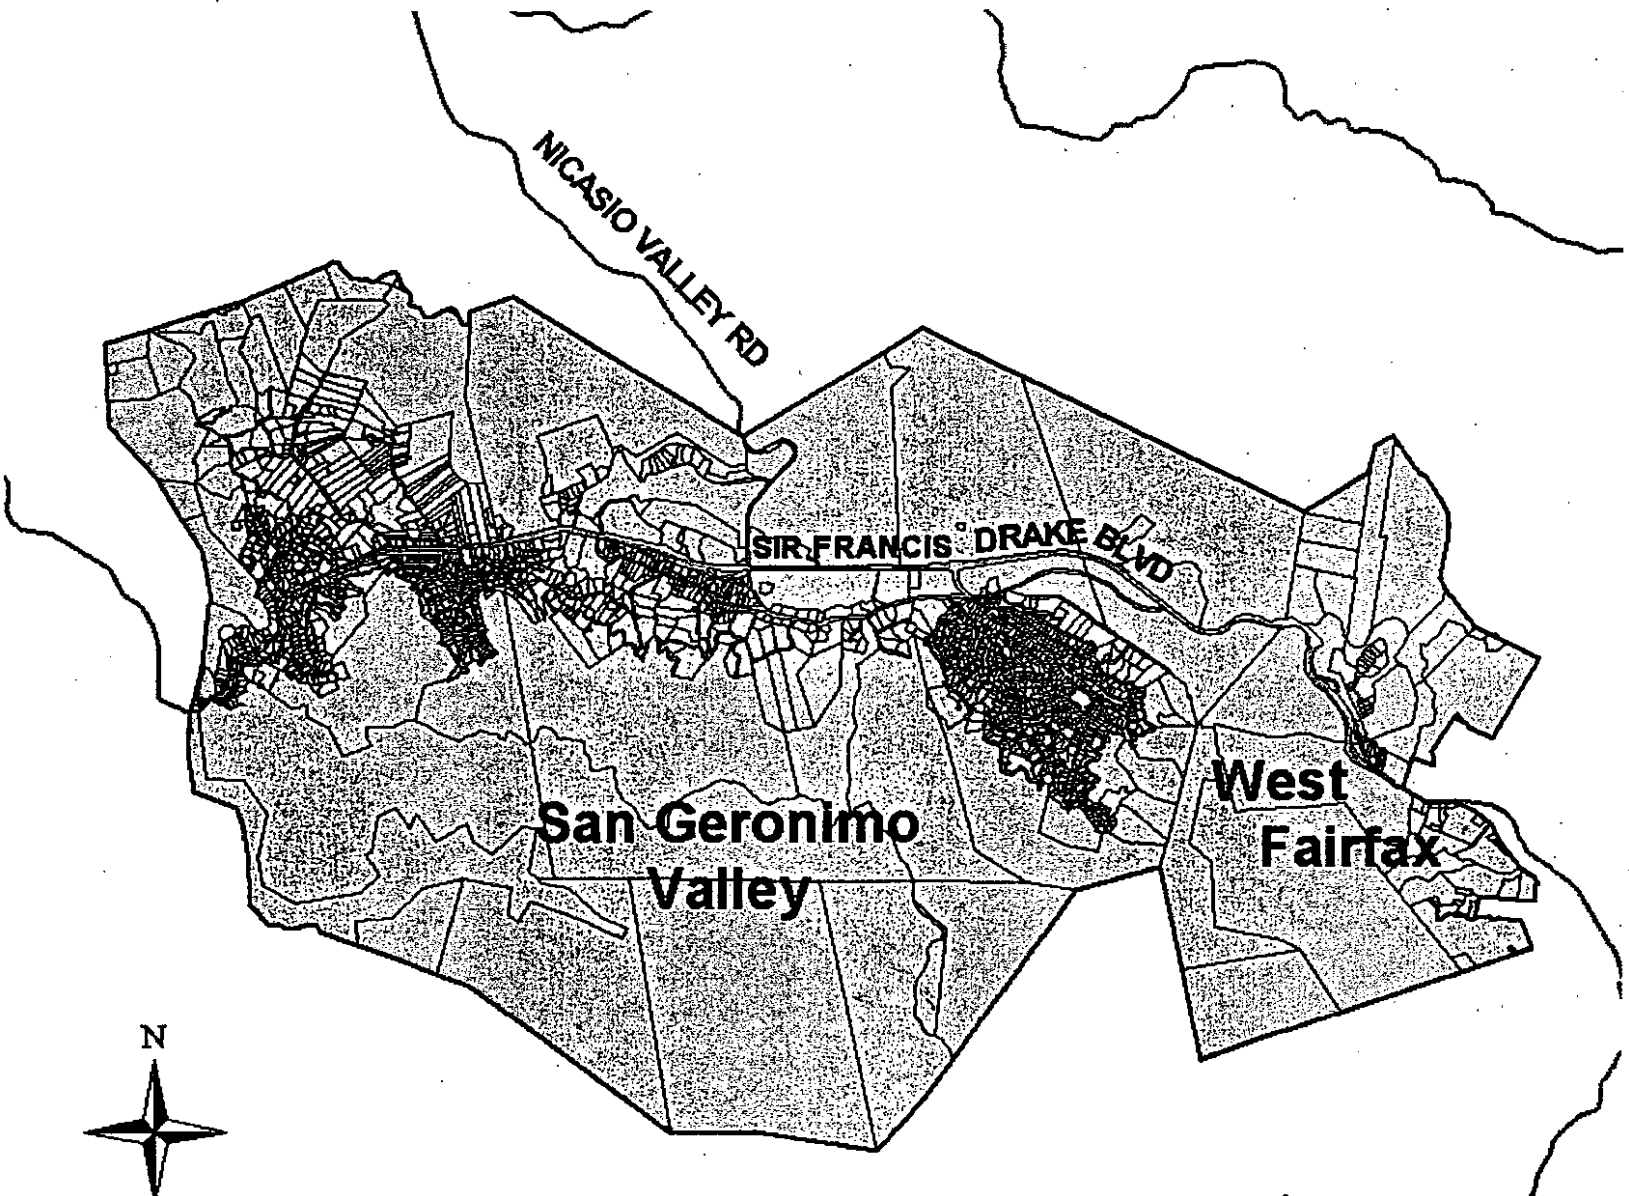 NICASIO VALLEY RD
SIR FRANCIS DRAKE BLVD
West
Fairfax
San Geronimo
Valley
N